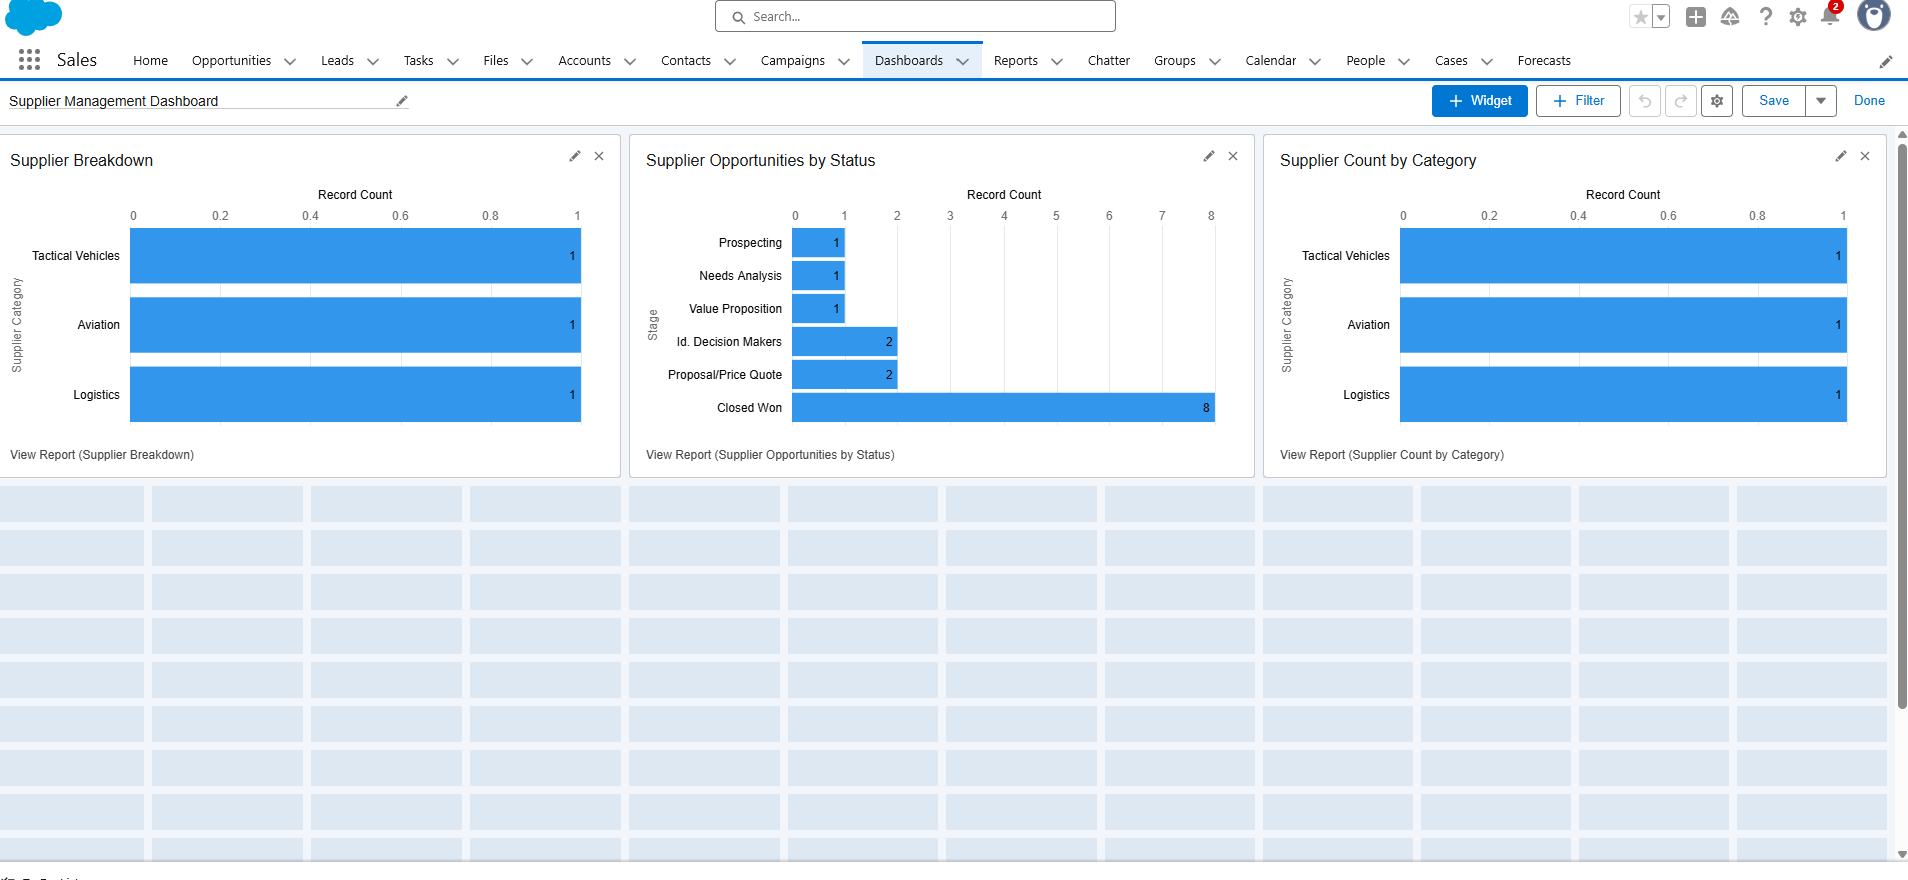 Search...
2
Sales Home Opportunities Leads Tasks Files Accounts Contacts Campaigns Dashboards Reports Chatter Groups Calendar People Cases Forecasts
Supplier Management Dashboard
+ Widget + Filter Save Done
Supplier Breakdown
Record Count
0 0.2 0.4 0.6 0.8 1
Supplier Category
Tactical Vehicles 1
Aviation 1
Logistics 1
View Report (Supplier Breakdown)
Supplier Opportunities by Status
Record Count
0 1 2 3 4 5 6 7 8
Stage
Prospecting 1
Needs Analysis 1
Value Proposition 1
Id. Decision Makers 2
Proposal/Price Quote 2
Closed Won 8
View Report (Supplier Opportunities by Status)
Supplier Count by Category
Record Count
0 0.2 0.4 0.6 0.8 1
Supplier Category
Tactical Vehicles 1
Aviation 1
Logistics 1
View Report (Supplier Count by Category)